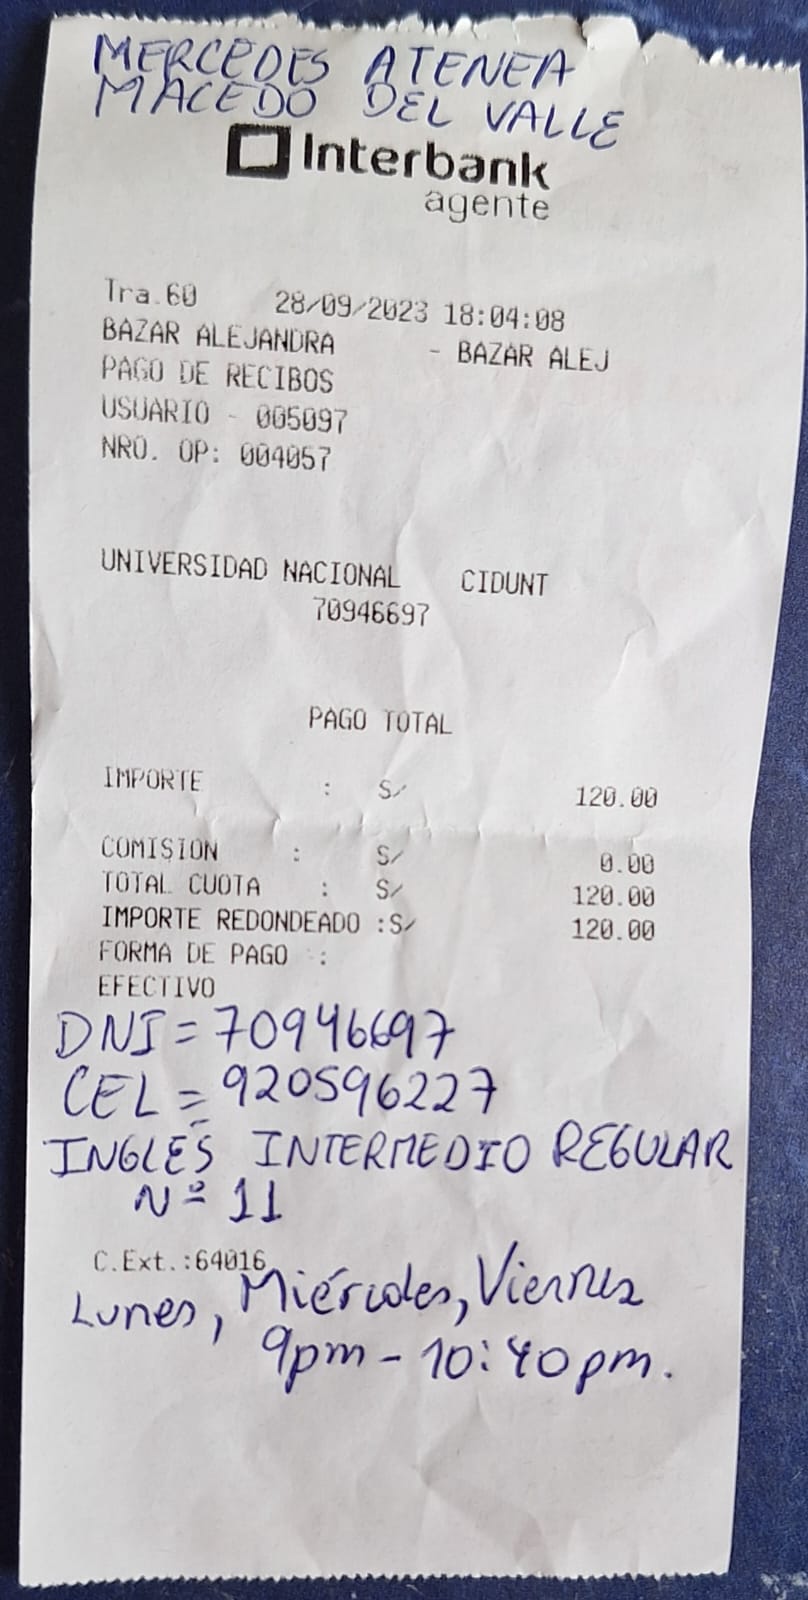 MERCEDES ATENEA
MACEDO DEL VALLE
Interbank
agente
Tra.60 28/09/2023 18:04:08
BAZAR ALEJANDRA - BAZAR ALEJ
PAGO DE RECIBOS
USUARIO - 005097
NRO. OP: 004057
UNIVERSIDAD NACIONAL CIDUNT
70946697
PAGO TOTAL
IMPORTE : S/ 120.00
COMISION : S/ 0.00
TOTAL CUOTA : S/ 120.00
IMPORTE REDONDEADO :S/ 120.00
FORMA DE PAGO :
EFECTIVO
DNI = 70946697
CEL = 920596227
INGLÉS INTERMEDIO REGULAR
Nº 11
C.Ext.:64016
Lunes, Miércoles, Viernes
9pm - 10:40pm.